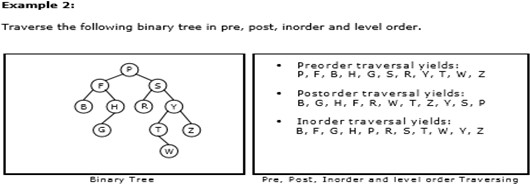 Example 2:
Traverse the following binary tree in pre, post, inorder and level order.
P
F S
B H R Y
G T Z
W
Binary Tree
• Preorder traversal yields:
P, F, B, H, G, S, R, Y, T, W, Z
• Postorder traversal yields:
B, G, H, F, R, W, T, Z, Y, S, P
• Inorder traversal yields:
B, F, G, H, P, R, S, T, W, Y, Z
Pre, Post, Inorder and level order Traversing